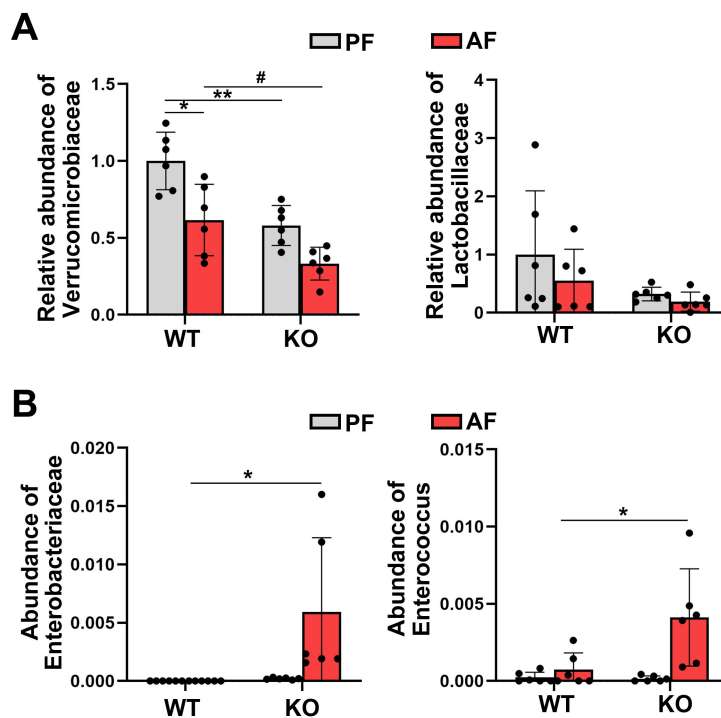 A
PF
AF
Relative abundance of
Verrucomicrobiaceae
1.5
1.0
0.5
0.0
#
**
*
WT
KO
Relative abundance of
Lactobacillaceae
4
3
2
1
0
WT
KO
B
PF
AF
Abundance of
Enterobacteriaceae
0.020
0.015
0.010
0.005
0.000
*
WT
KO
Abundance of
Enterococcus
0.015
0.010
0.005
0.000
*
WT
KO